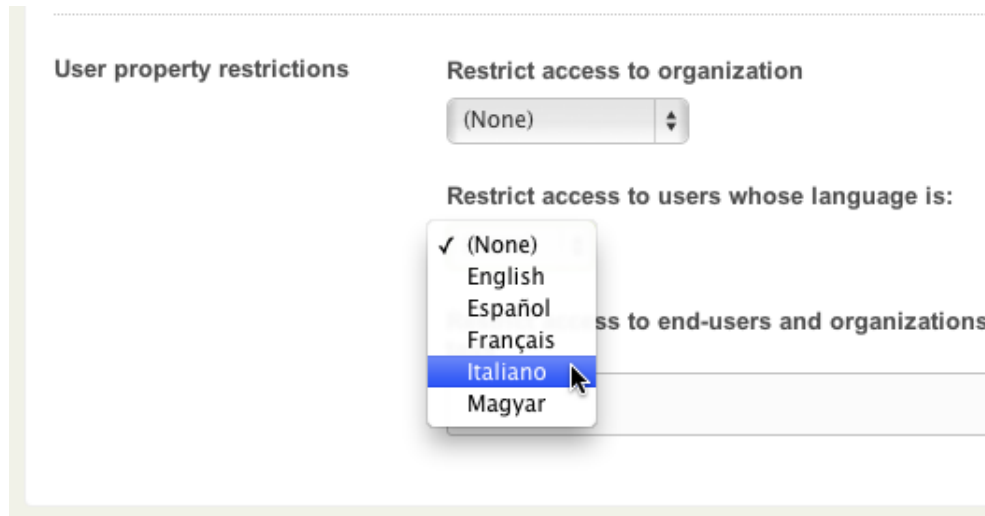 User property restrictions
Restrict access to organization
(None)
Restrict access to users whose language is:
✓ (None)
English
Español
Français
Italiano
Magyar
ss to end-users and organizations